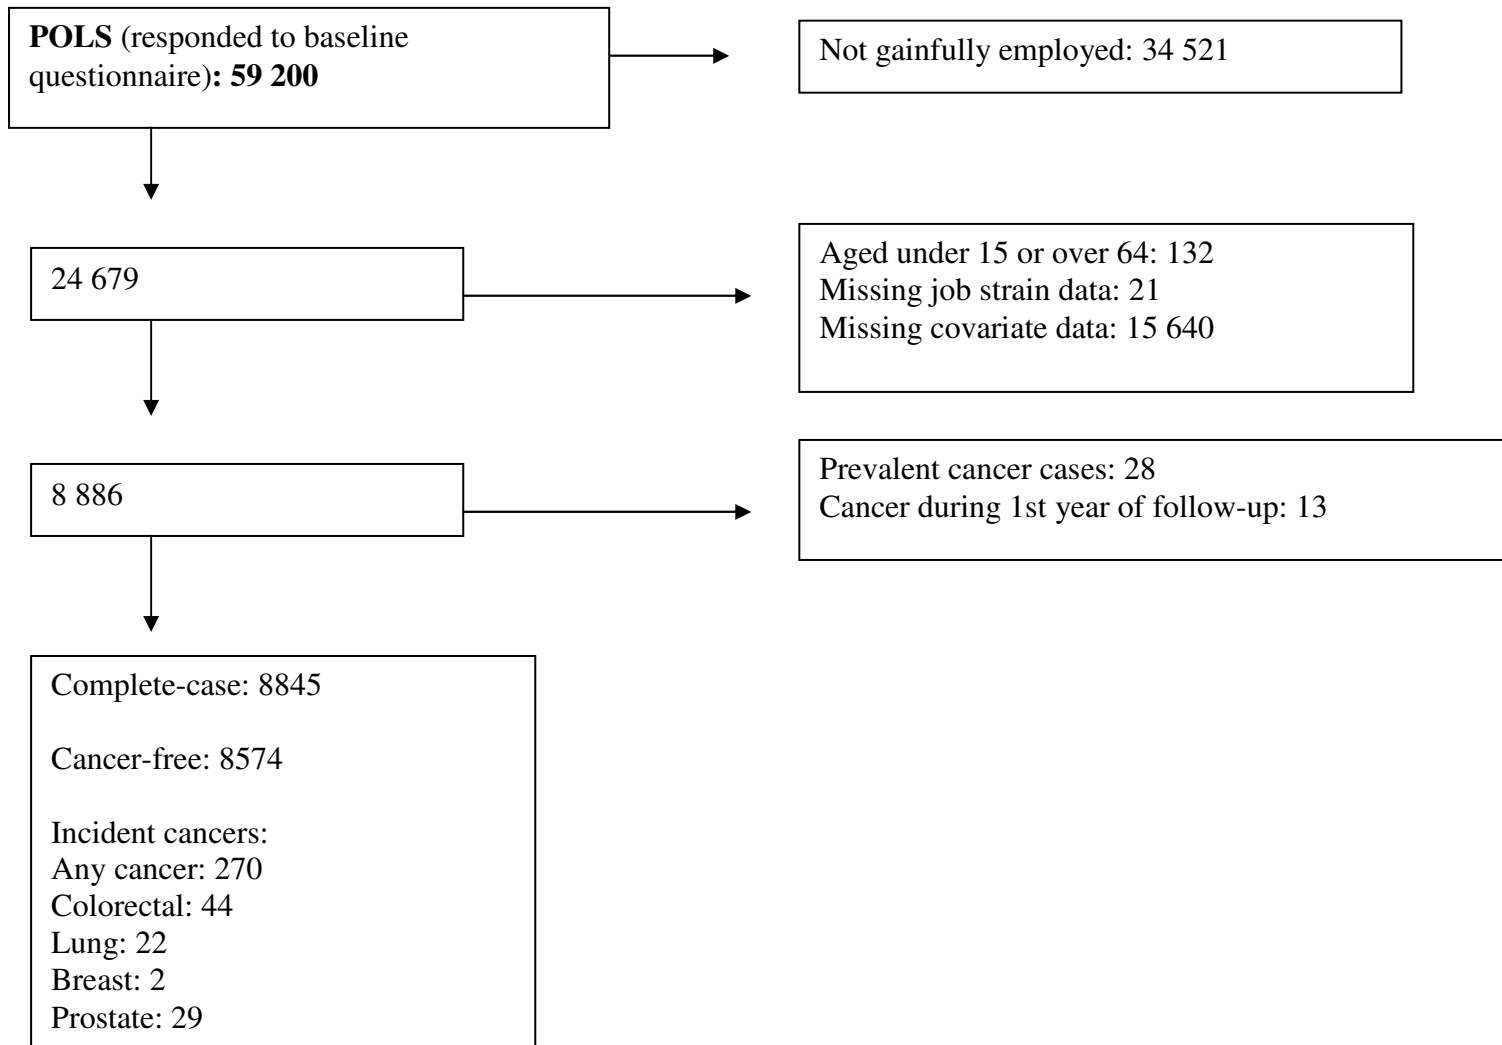 POLS (responded to baseline
questionnaire): 59 200
Not gainfully employed: 34 521
24 679
Aged under 15 or over 64: 132
Missing job strain data: 21
Missing covariate data: 15 640
8 886
Prevalent cancer cases: 28
Cancer during 1st year of follow-up: 13
Complete-case: 8845
Cancer-free: 8574
Incident cancers:
Any cancer: 270
Colorectal: 44
Lung: 22
Breast: 2
Prostate: 29